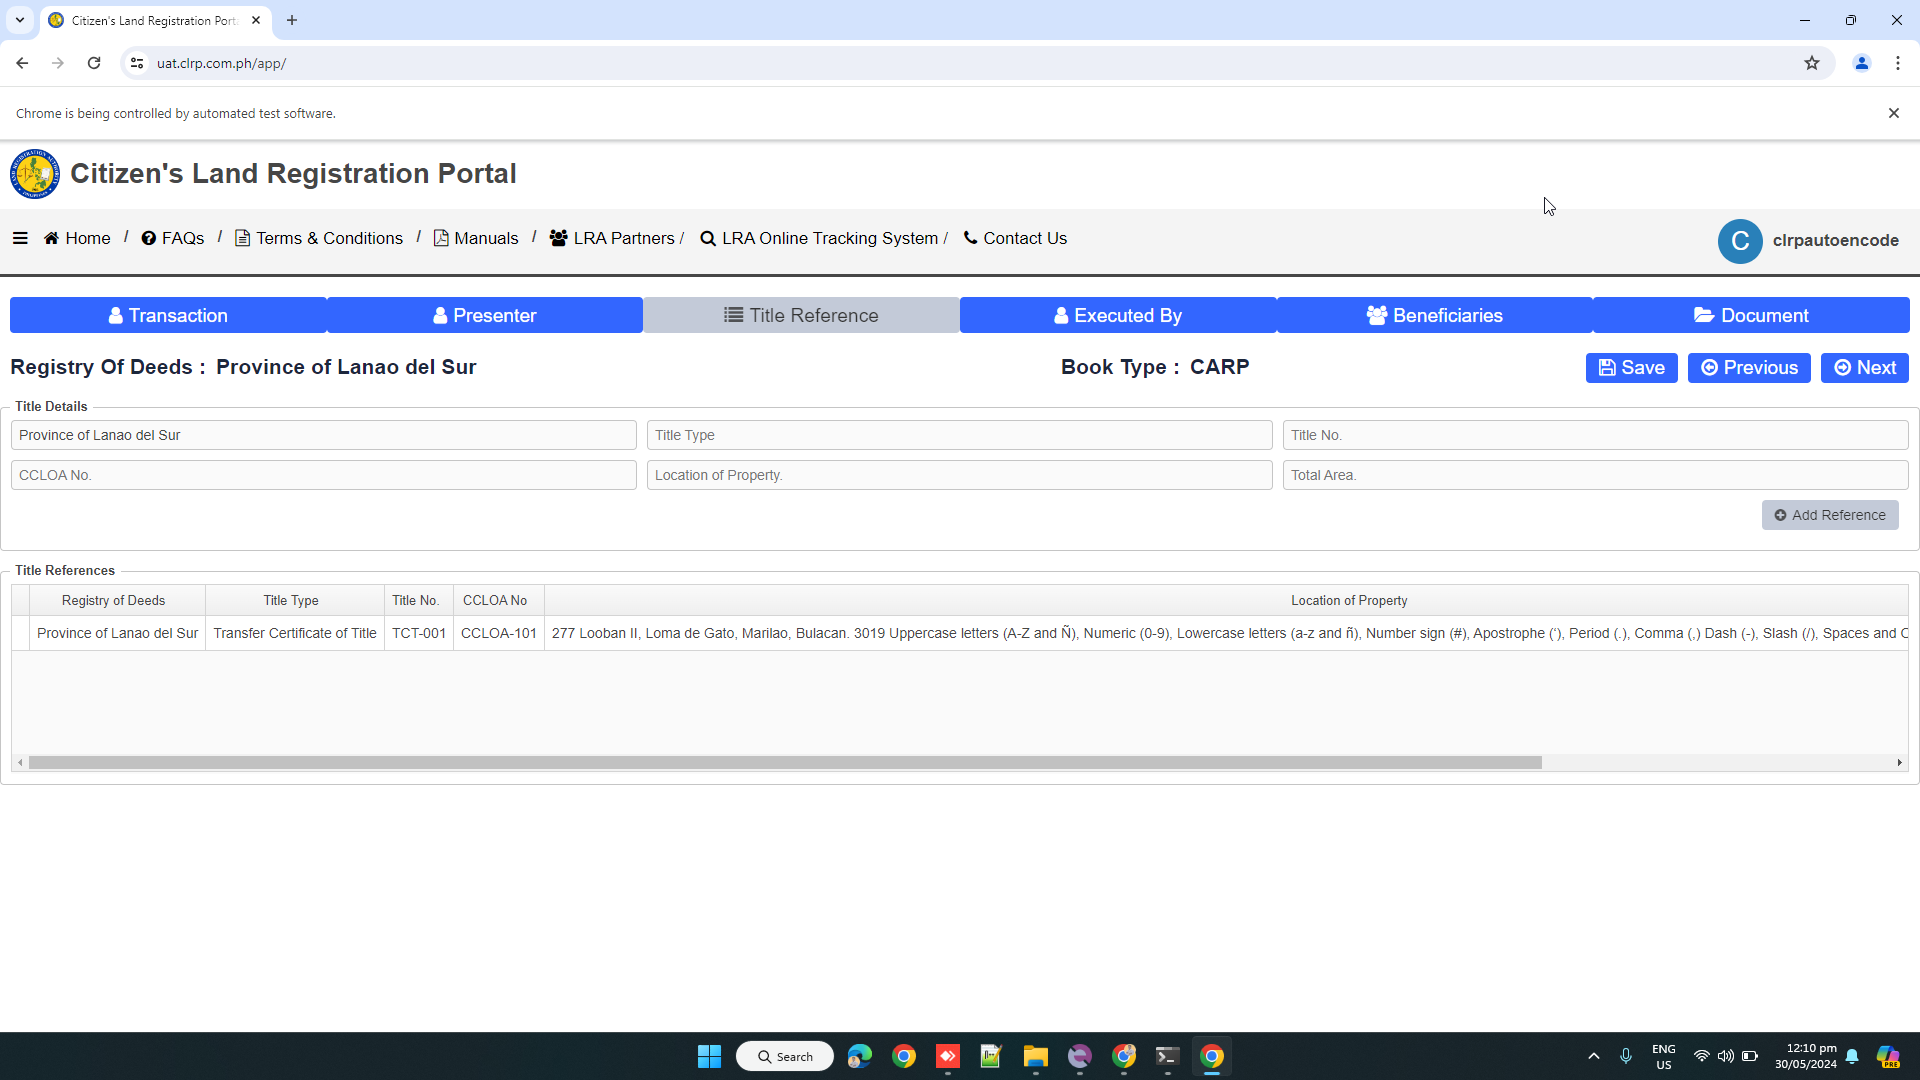 Citizen's Land Registration Porta
uat.clrp.com.ph/app/
Chrome is being controlled by automated test software.
Citizen's Land Registration Portal
Home / FAQs / Terms & Conditions / Manuals / LRA Partners / LRA Online Tracking System / Contact Us
C clrpautoencode
Transaction Presenter Title Reference Executed By Beneficiaries Document
Registry Of Deeds : Province of Lanao del Sur Book Type : CARP Save Previous Next
Title Details
Province of Lanao del Sur Title Type Title No.
CCLOA No. Location of Property. Total Area.
Add Reference
Title References
Registry of Deeds Title Type Title No. CCLOA No Location of Property
Province of Lanao del Sur Transfer Certificate of Title TCT-001 CCLOA-101 277 Looban II, Loma de Gato, Marilao, Bulacan. 3019 Uppercase letters (A-Z and Ñ), Numeric (0-9), Lowercase letters (a-z and ñ), Number sign (#), Apostrophe ('), Period (.), Comma (,) Dash (-), Slash (/), Spaces and
Search
ENG
US
12:10 pm
30/05/2024
PRE